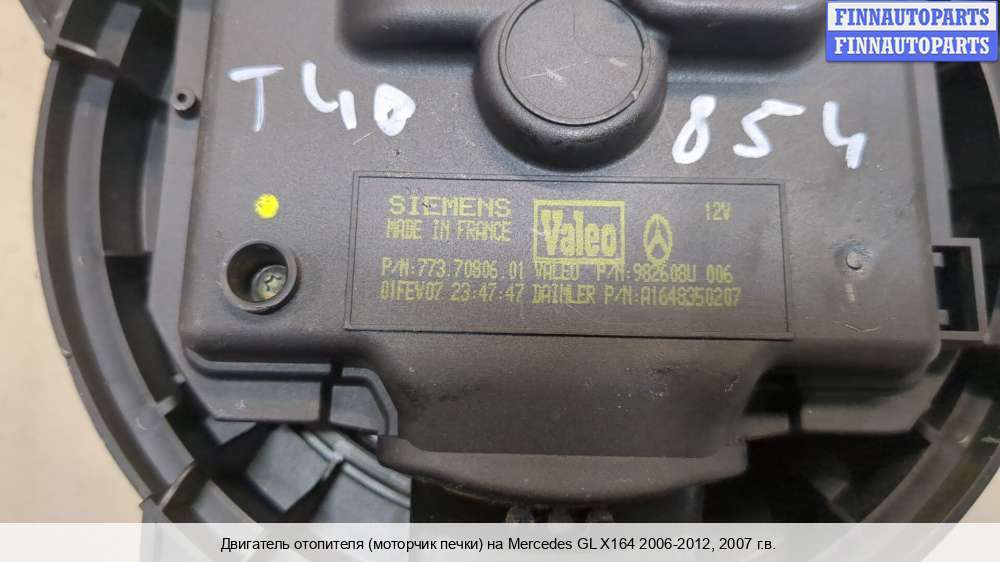 FINNAUTOPARTS
FINNAUTOPARTS
T40 854
SIEMENS Valeo 12V
MADE IN FRANCE
P/N:773.70806.01 VALEO P/N:982608U 006
01FEV07 23:47:47 DAIMLER P/N:A1648350207
Двигатель отопителя (моторчик печки) на Mercedes GL X164 2006-2012, 2007 г.в.